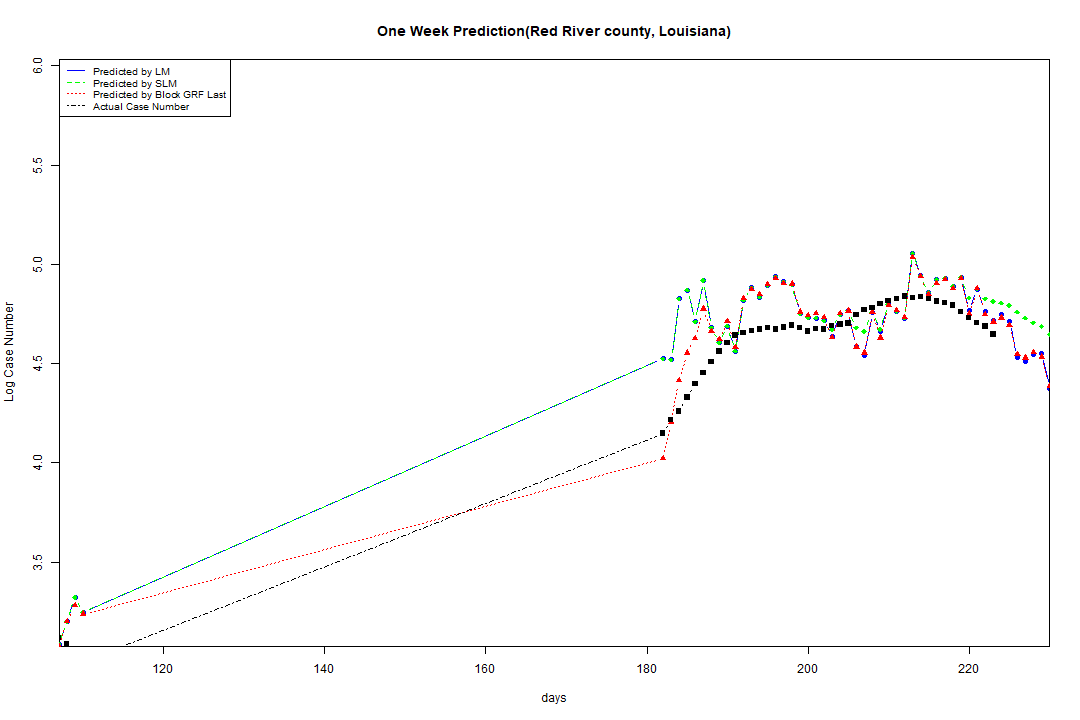 One Week Prediction(Red River county, Louisiana)
Predicted by LM
Predicted by SLM
Predicted by Block GRF Last
Actual Case Number
Log Case Number
6.0
5.5
5.0
4.5
4.0
3.5
120 140 160 180 200 220
days